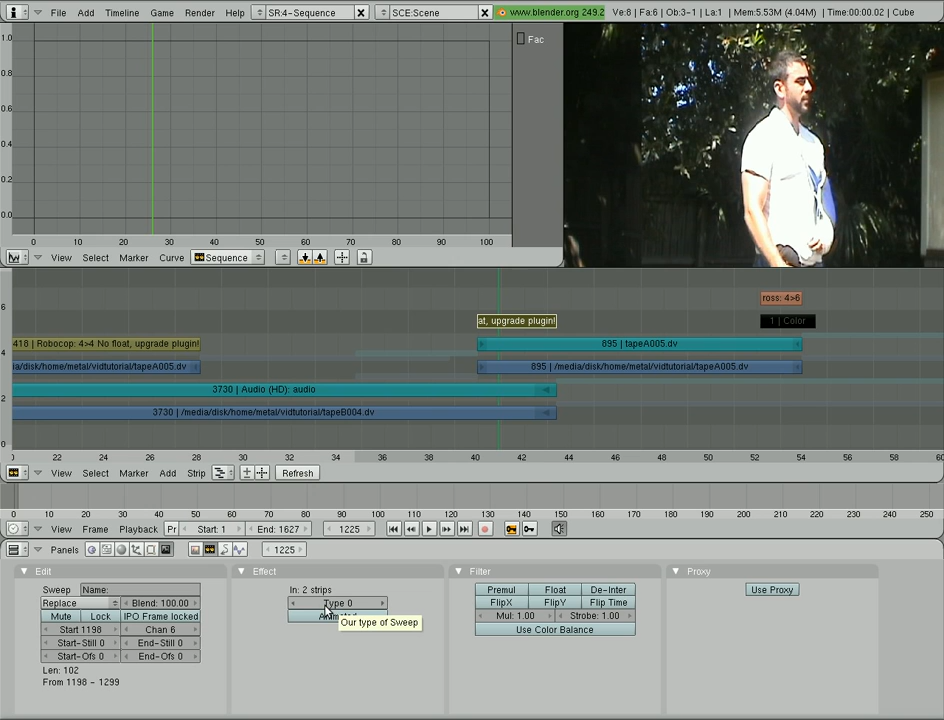 File Add Timeline Game Render Help SR:4-Sequence SCE:Scene www.blender.org 249.2 Ve:8 | Fa:6 | Ob:3-1 | La:1 | Mem:5.53M (4.04M) | Time:00:00.02 | Cube
1.0
0.8
0.6
0.4
0.2
0.0
Fac
0 10 20 30 40 50 60 70 80 90 100
View Select Marker Curve Sequence
6
4
2
0
ross: 4>6
at, upgrade plugin!
1 | Color
418 | Robocop: 4>4 No float, upgrade plugin!
895 | tapeA005.dv
ia/disk/home/metal/vidtutorial/tapeA005.dv
895 | /media/disk/home/metal/vidtutorial/tapeA005.dv
3730 | Audio (HD): audio
3730 | /media/disk/home/metal/vidtutorial/tapeB004.dv
22 24 26 28 30 32 34 36 38 40 42 44 46 48 50 52 54 56 58 60
View Select Marker Add Strip Refresh
0 10 20 30 40 50 60 70 80 90 100 110 120 130 140 150 160 170 180 190 200 210 220 230 240 250
View Frame Playback Pr Start: 1 End: 1627 1225
Panels 1225
Edit
Sweep Name:
Replace Blend: 100.00
Mute Lock IPO Frame locked
Start 1198 Chan 6
Start-Still 0 End-Still 0
Start-Ofs 0 End-Ofs 0
Len: 102
From 1198 - 1299
Effect
In: 2 strips
Type 0
Our type of Sweep
Filter
Premul Float De-Inter
FlipX FlipY Flip Time
Mul: 1.00 Strobe: 1.00
Use Color Balance
Proxy
Use Proxy